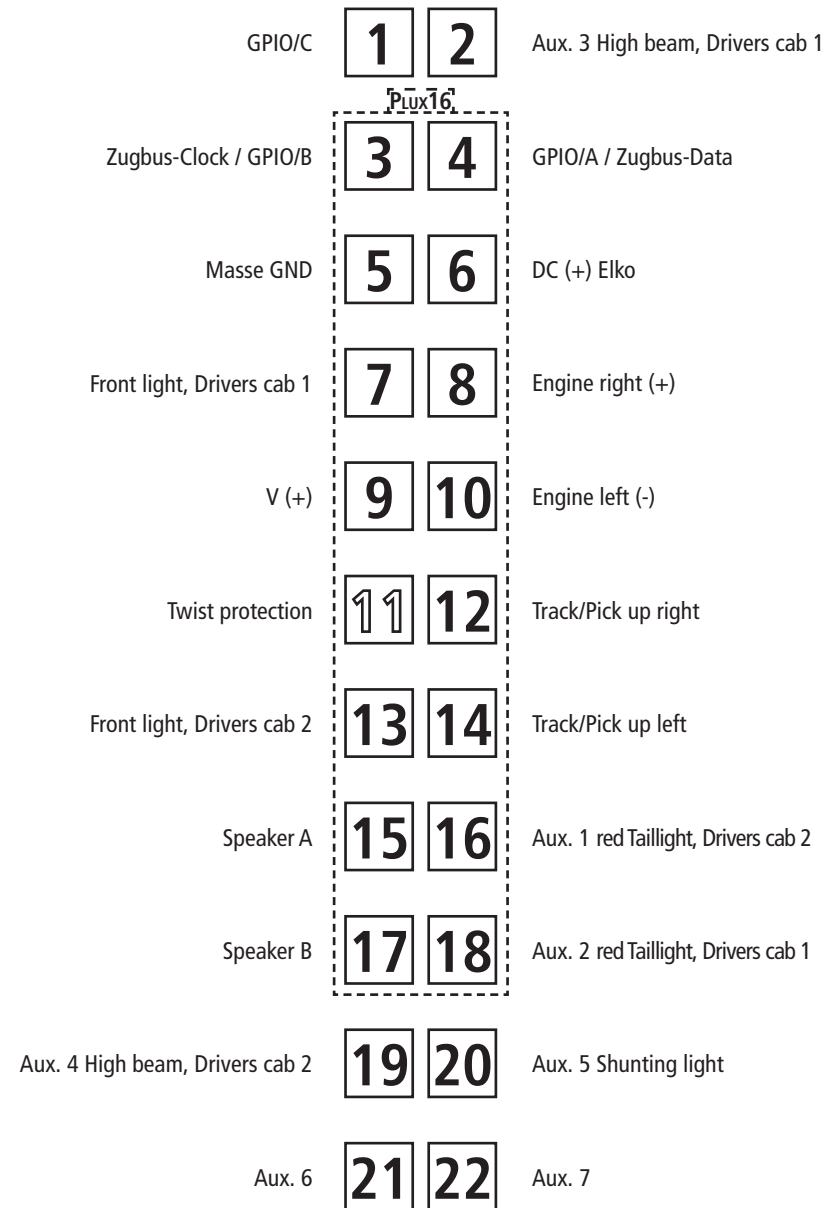 GPIO/C 1 2 Aux. 3 High beam, Drivers cab 1
PLUX16
Zugbus-Clock / GPIO/B 3 4 GPIO/A / Zugbus-Data
Masse GND 5 6 DC (+) Elko
Front light, Drivers cab 1 7 8 Engine right (+)
V (+) 9 10 Engine left (-)
Twist protection 11 12 Track/Pick up right
Front light, Drivers cab 2 13 14 Track/Pick up left
Speaker A 15 16 Aux. 1 red Taillight, Drivers cab 2
Speaker B 17 18 Aux. 2 red Taillight, Drivers cab 1
Aux. 4 High beam, Drivers cab 2 19 20 Aux. 5 Shunting light
Aux. 6 21 22 Aux. 7